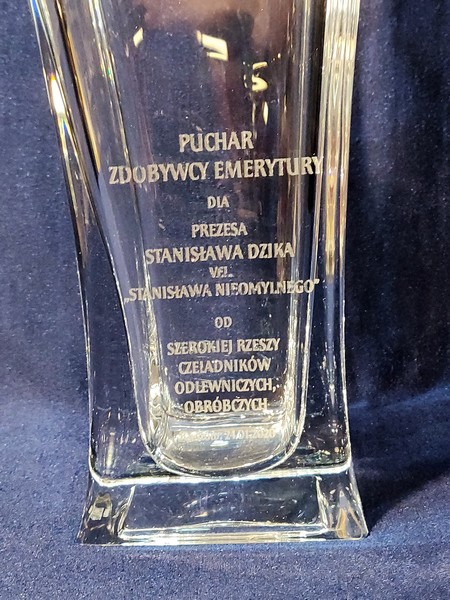 PUCHAR
ZDOBYWCY EMERYTURY
DLA
PREZESA
STANISŁAWA DZIKA
VEL
„STANISŁAWA NIEOMYLNEGO”
OD
SZEROKIEJ RZESZY
CZELADNIKÓW
ODLEWNICZYCH,
OBRÓBCZYCH